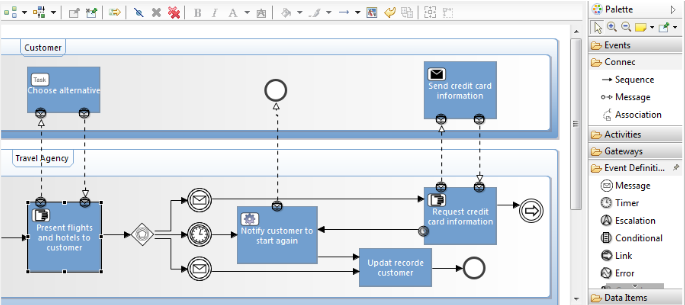 B I A
Customer
Task
Choose alternative
Send credit card
information
Travel Agency
Present flights
and hotels to
customer
Notify customer to
start again
Request credit
card information
Updat recorde
customer
Palette
Events
Connec
Sequence
Message
Association
Activities
Gateways
Event Definiti...
Message
Timer
Escalation
Conditional
Link
Error
Data Items